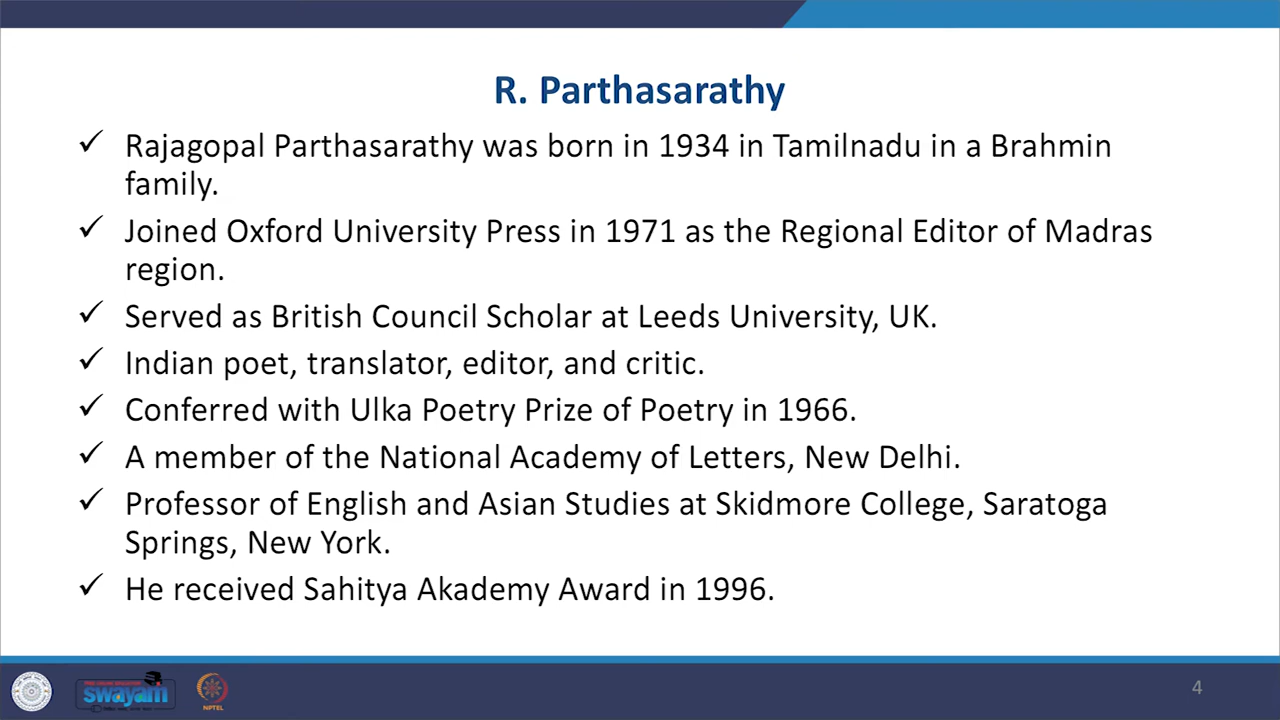 R. Parthasarathy
✓ Rajagopal Parthasarathy was born in 1934 in Tamilnadu in a Brahmin
family.
✓ Joined Oxford University Press in 1971 as the Regional Editor of Madras
region.
✓ Served as British Council Scholar at Leeds University, UK.
✓ Indian poet, translator, editor, and critic.
✓ Conferred with Ulka Poetry Prize of Poetry in 1966.
✓ A member of the National Academy of Letters, New Delhi.
✓ Professor of English and Asian Studies at Skidmore College, Saratoga
Springs, New York.
✓ He received Sahitya Akademy Award in 1996.
swayam
NPTEL
4